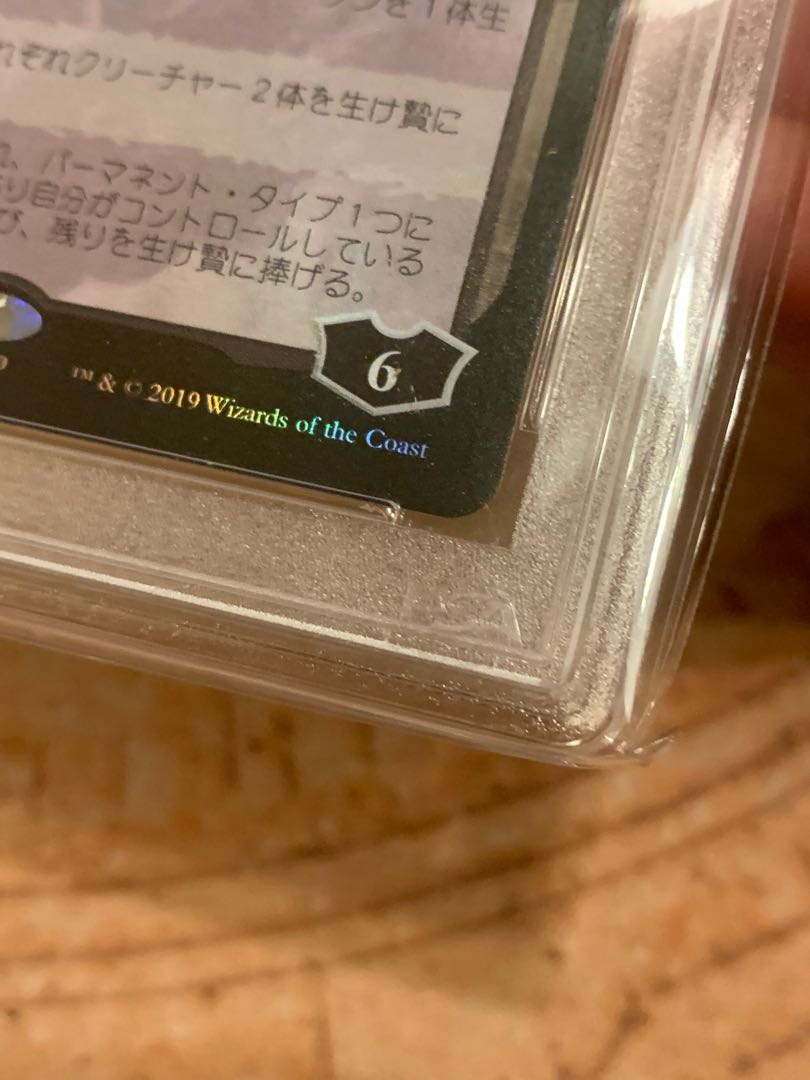 ンを1体生
れぞれクリーチャー2体を生け贄に
、パーマネント・タイプ1つに
り自分がコントロールしている
び、残りを生け贄に捧げる。
6
™ & © 2019 Wizards of the Coast